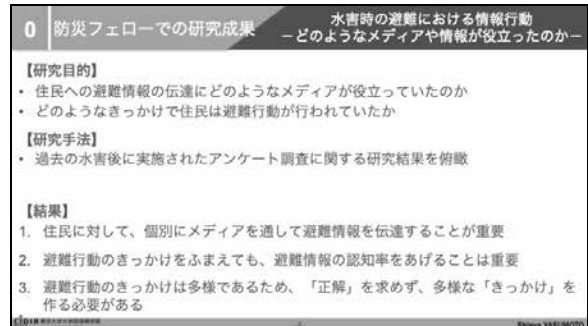 0 防災フェローでの研究成果
水害時の避難における情報行動
－どのようなメディアや情報が役立ったのか－
【研究目的】
• 住民への避難情報の伝達にどのようなメディアが役立っていたのか
• どのようなきっかけで住民は避難行動が行われていたか
【研究手法】
• 過去の水害後に実施されたアンケート調査に関する研究結果を俯瞰
【結果】
1. 住民に対して、個別にメディアを通して避難情報を伝達することが重要
2. 避難行動のきっかけをふまえても、避難情報の認知率をあげることは重要
3. 避難行動のきっかけは多様であるため、「正解」を求めず、多様な「きっかけ」を
作る必要がある
CIDIR
YASUMOTO